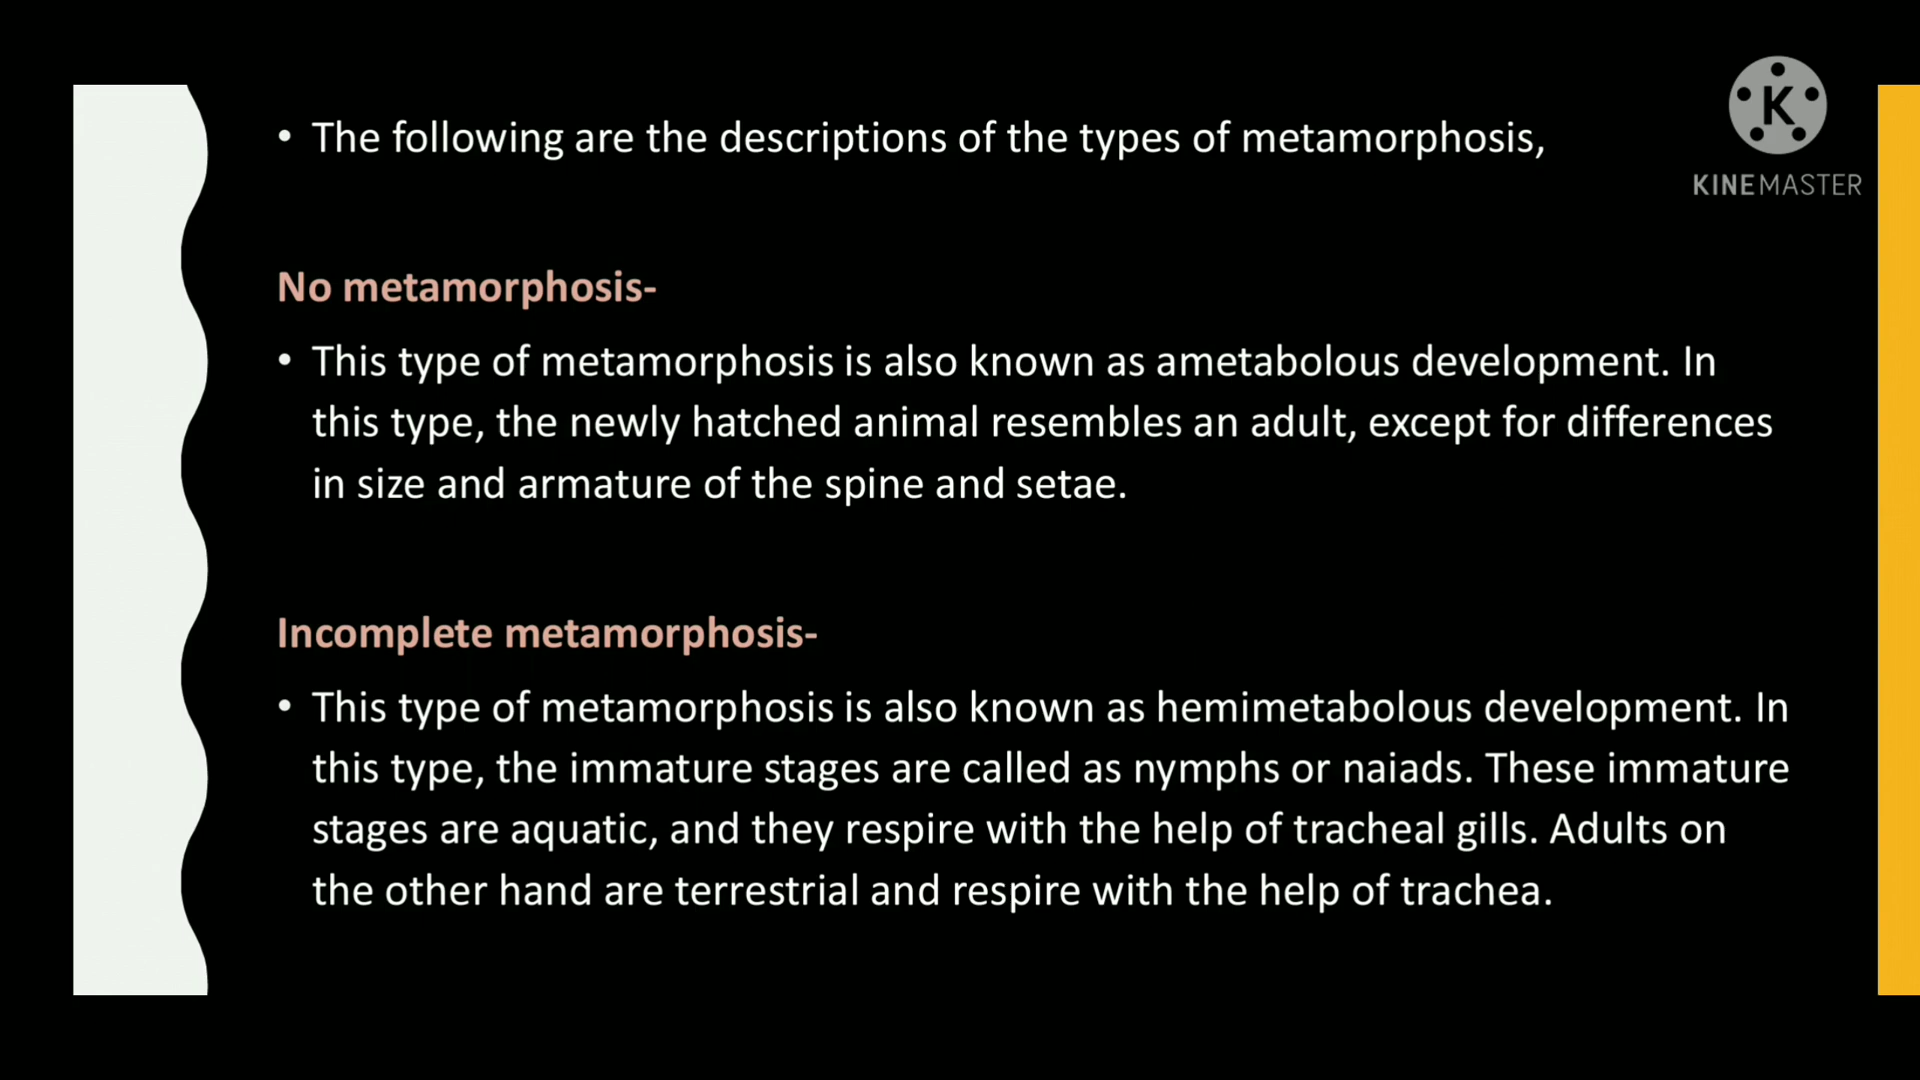 • The following are the descriptions of the types of metamorphosis,
K
KINEMASTER
No metamorphosis-
• This type of metamorphosis is also known as ametabolous development. In
this type, the newly hatched animal resembles an adult, except for differences
in size and armature of the spine and setae.
Incomplete metamorphosis-
• This type of metamorphosis is also known as hemimetabolous development. In
this type, the immature stages are called as nymphs or naiads. These immature
stages are aquatic, and they respire with the help of tracheal gills. Adults on
the other hand are terrestrial and respire with the help of trachea.